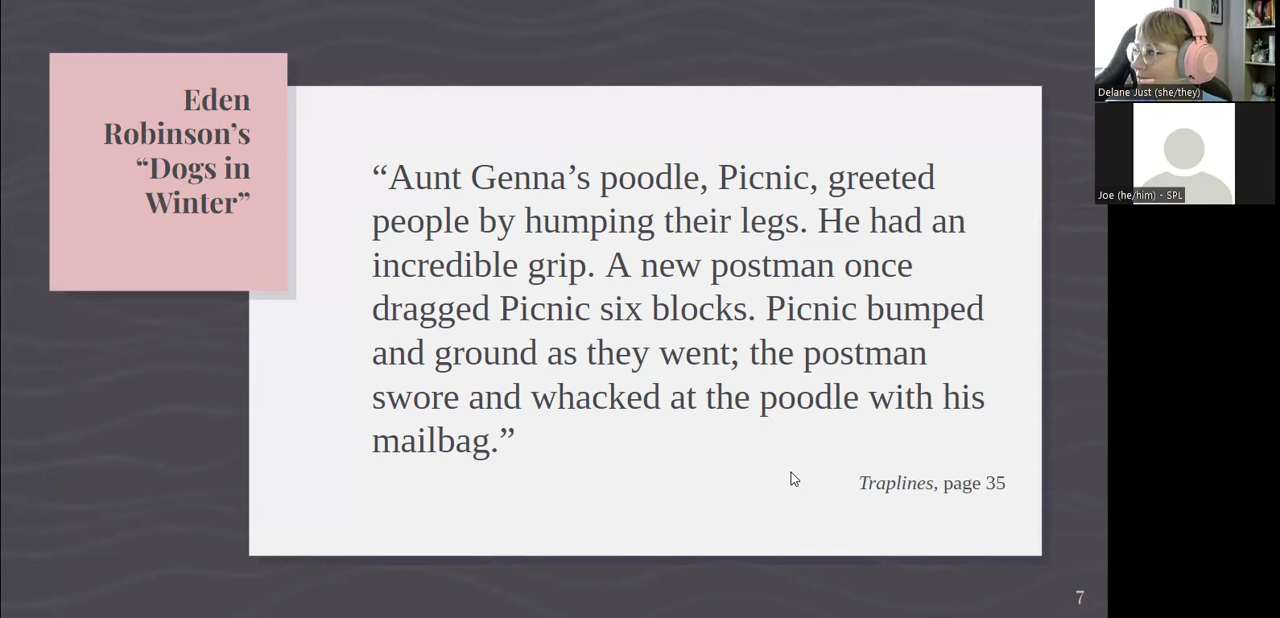 Eden
Robinson’s
“Dogs in
Winter”
“Aunt Genna’s poodle, Picnic, greeted
people by humping their legs. He had an
incredible grip. A new postman once
dragged Picnic six blocks. Picnic bumped
and ground as they went; the postman
swore and whacked at the poodle with his
mailbag.”
Traplines, page 35
7
Delane Just (she/they)
Joe (he/him) - SPL